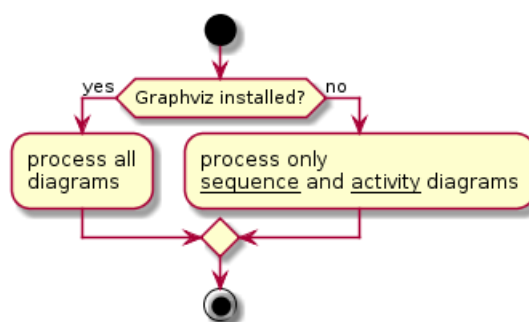 yes
Graphviz installed?
no
process all
diagrams
process only
sequence and activity diagrams